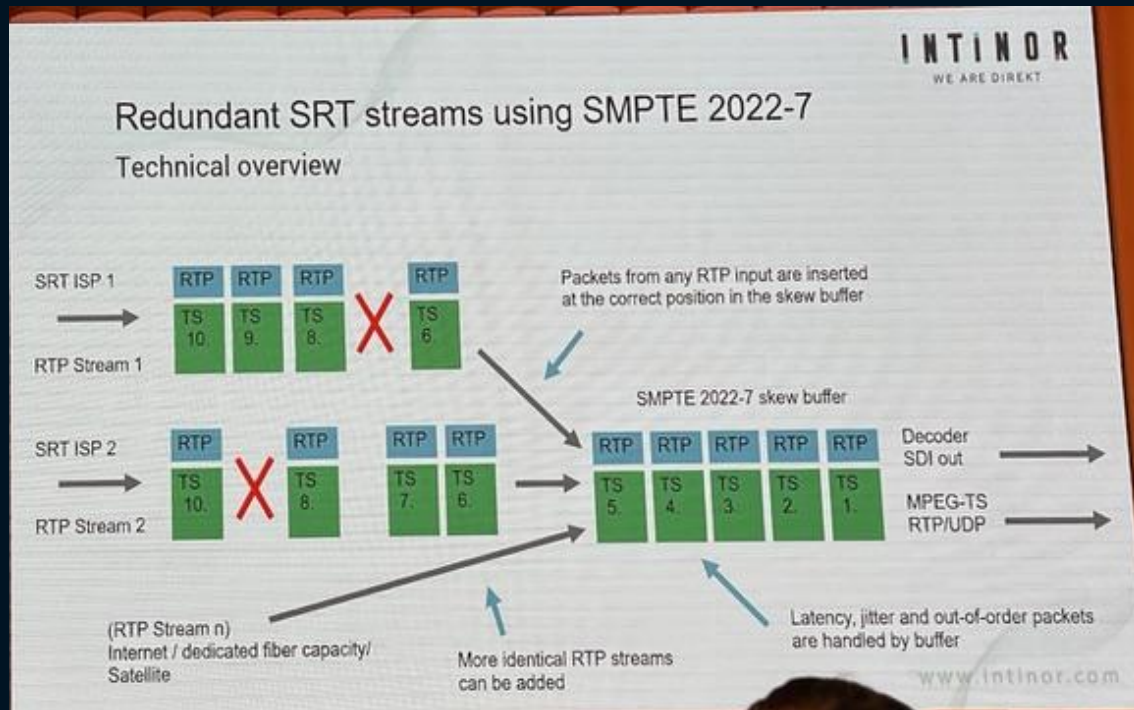 INTINOR
WE ARE DIREKT
Redundant SRT streams using SMPTE 2022-7
Technical overview
SRT ISP 1
RTP Stream 1
RTP RTP RTP RTP
TS TS TS TS
10. 9. 8. 6.
Packets from any RTP input are inserted
at the correct position in the skew buffer
SRT ISP 2
RTP Stream 2
RTP RTP RTP RTP
TS TS TS TS
10. 8. 7. 6.
SMPTE 2022-7 skew buffer
RTP RTP RTP RTP RTP
TS TS TS TS TS
5. 4. 3. 2. 1.
Decoder
SDI out
MPEG-TS
RTP/UDP
(RTP Stream n)
Internet / dedicated fiber capacity/
Satellite
More identical RTP streams
can be added
Latency, jitter and out-of-order packets
are handled by buffer
www.intinor.com